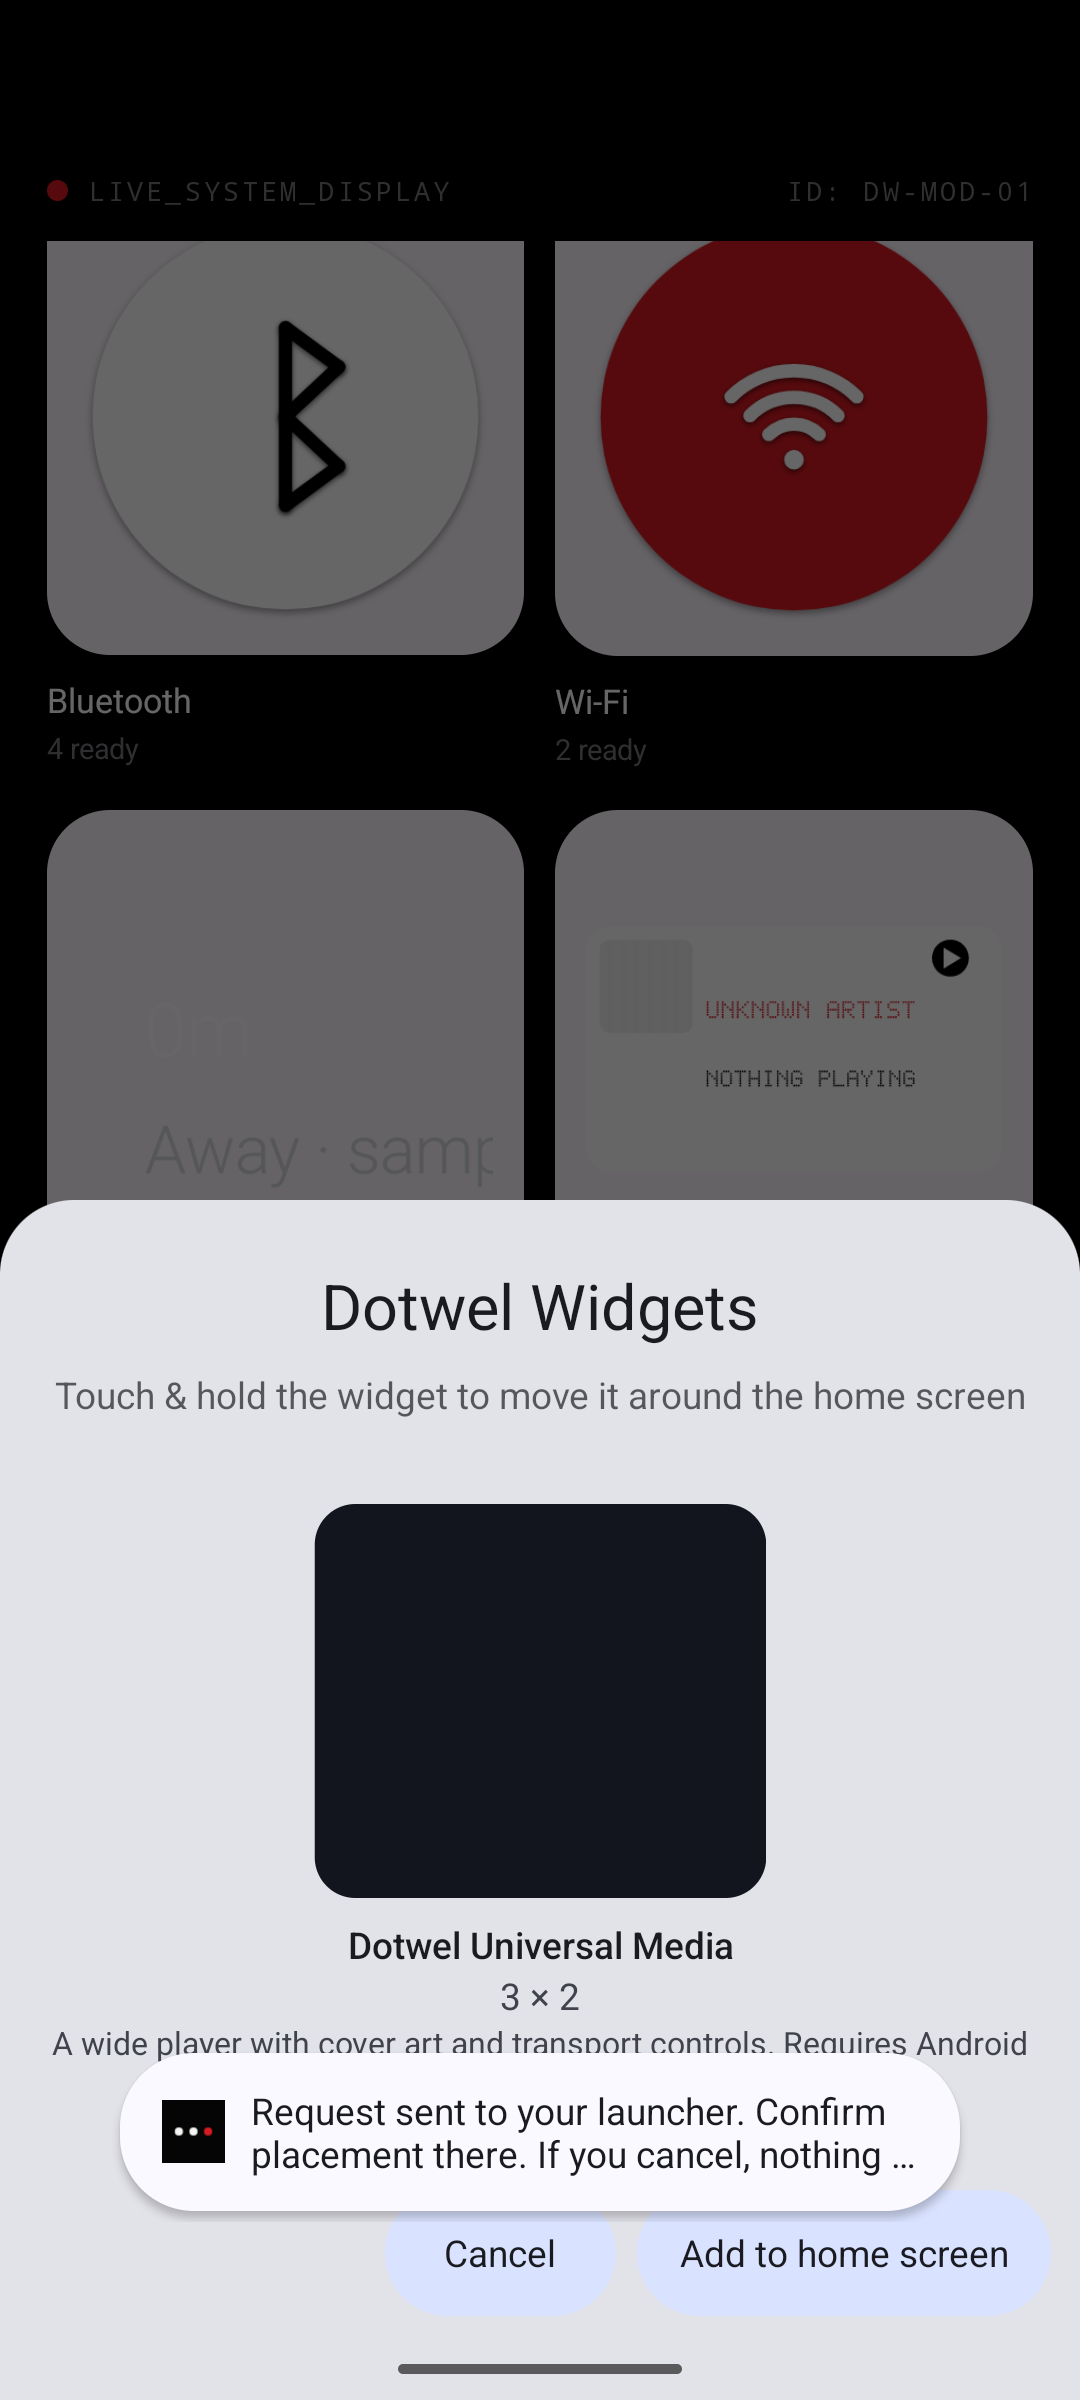 LIVE_SYSTEM_DISPLAY
ID: DW-MOD-01
Bluetooth
4 ready
Wi-Fi
2 ready
0m
Away · samp
UNKNOWN ARTIST
NOTHING PLAYING
Dotwel Widgets
Touch & hold the widget to move it around the home screen
Dotwel Universal Media
3 × 2
A wide player with cover art and transport controls. Requires Android
Request sent to your launcher. Confirm
placement there. If you cancel, nothing ...
Cancel
Add to home screen